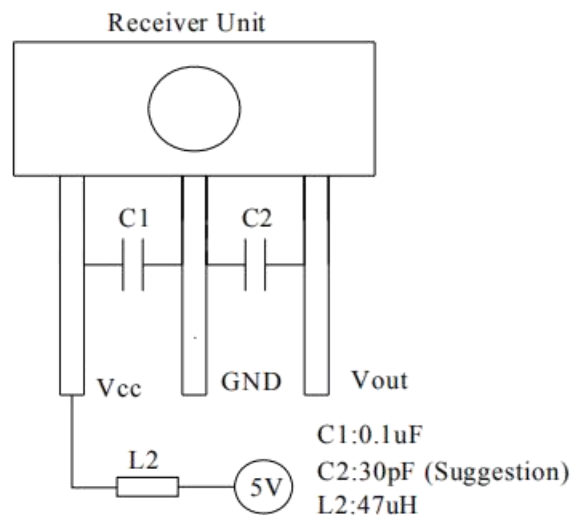 Receiver Unit
C1
C2
Vcc
GND
Vout
L2
5V
C1:0.1uF
C2:30pF (Suggestion)
L2:47uH